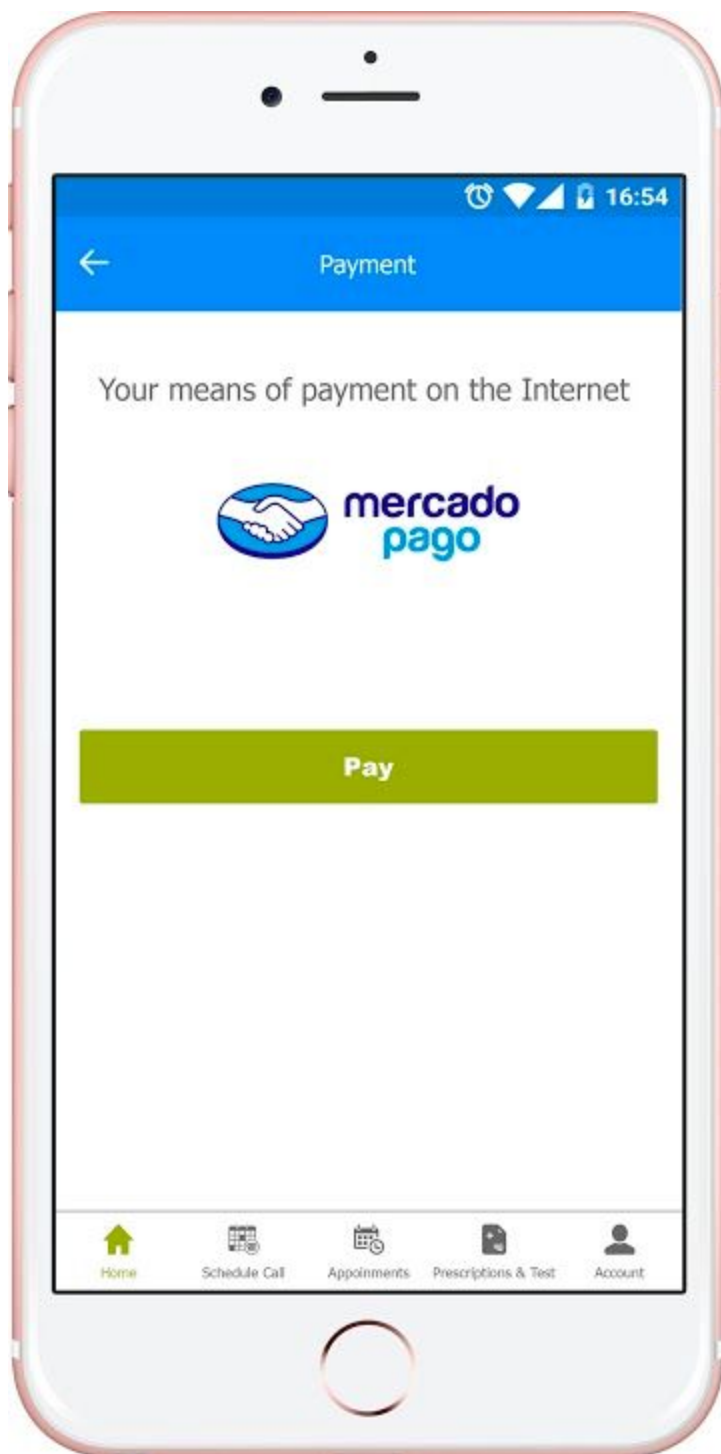 16:54
Payment
Your means of payment on the Internet
mercado
pago
Pay
Home
Schedule Call
Appoinments
Prescriptions & Test
Account